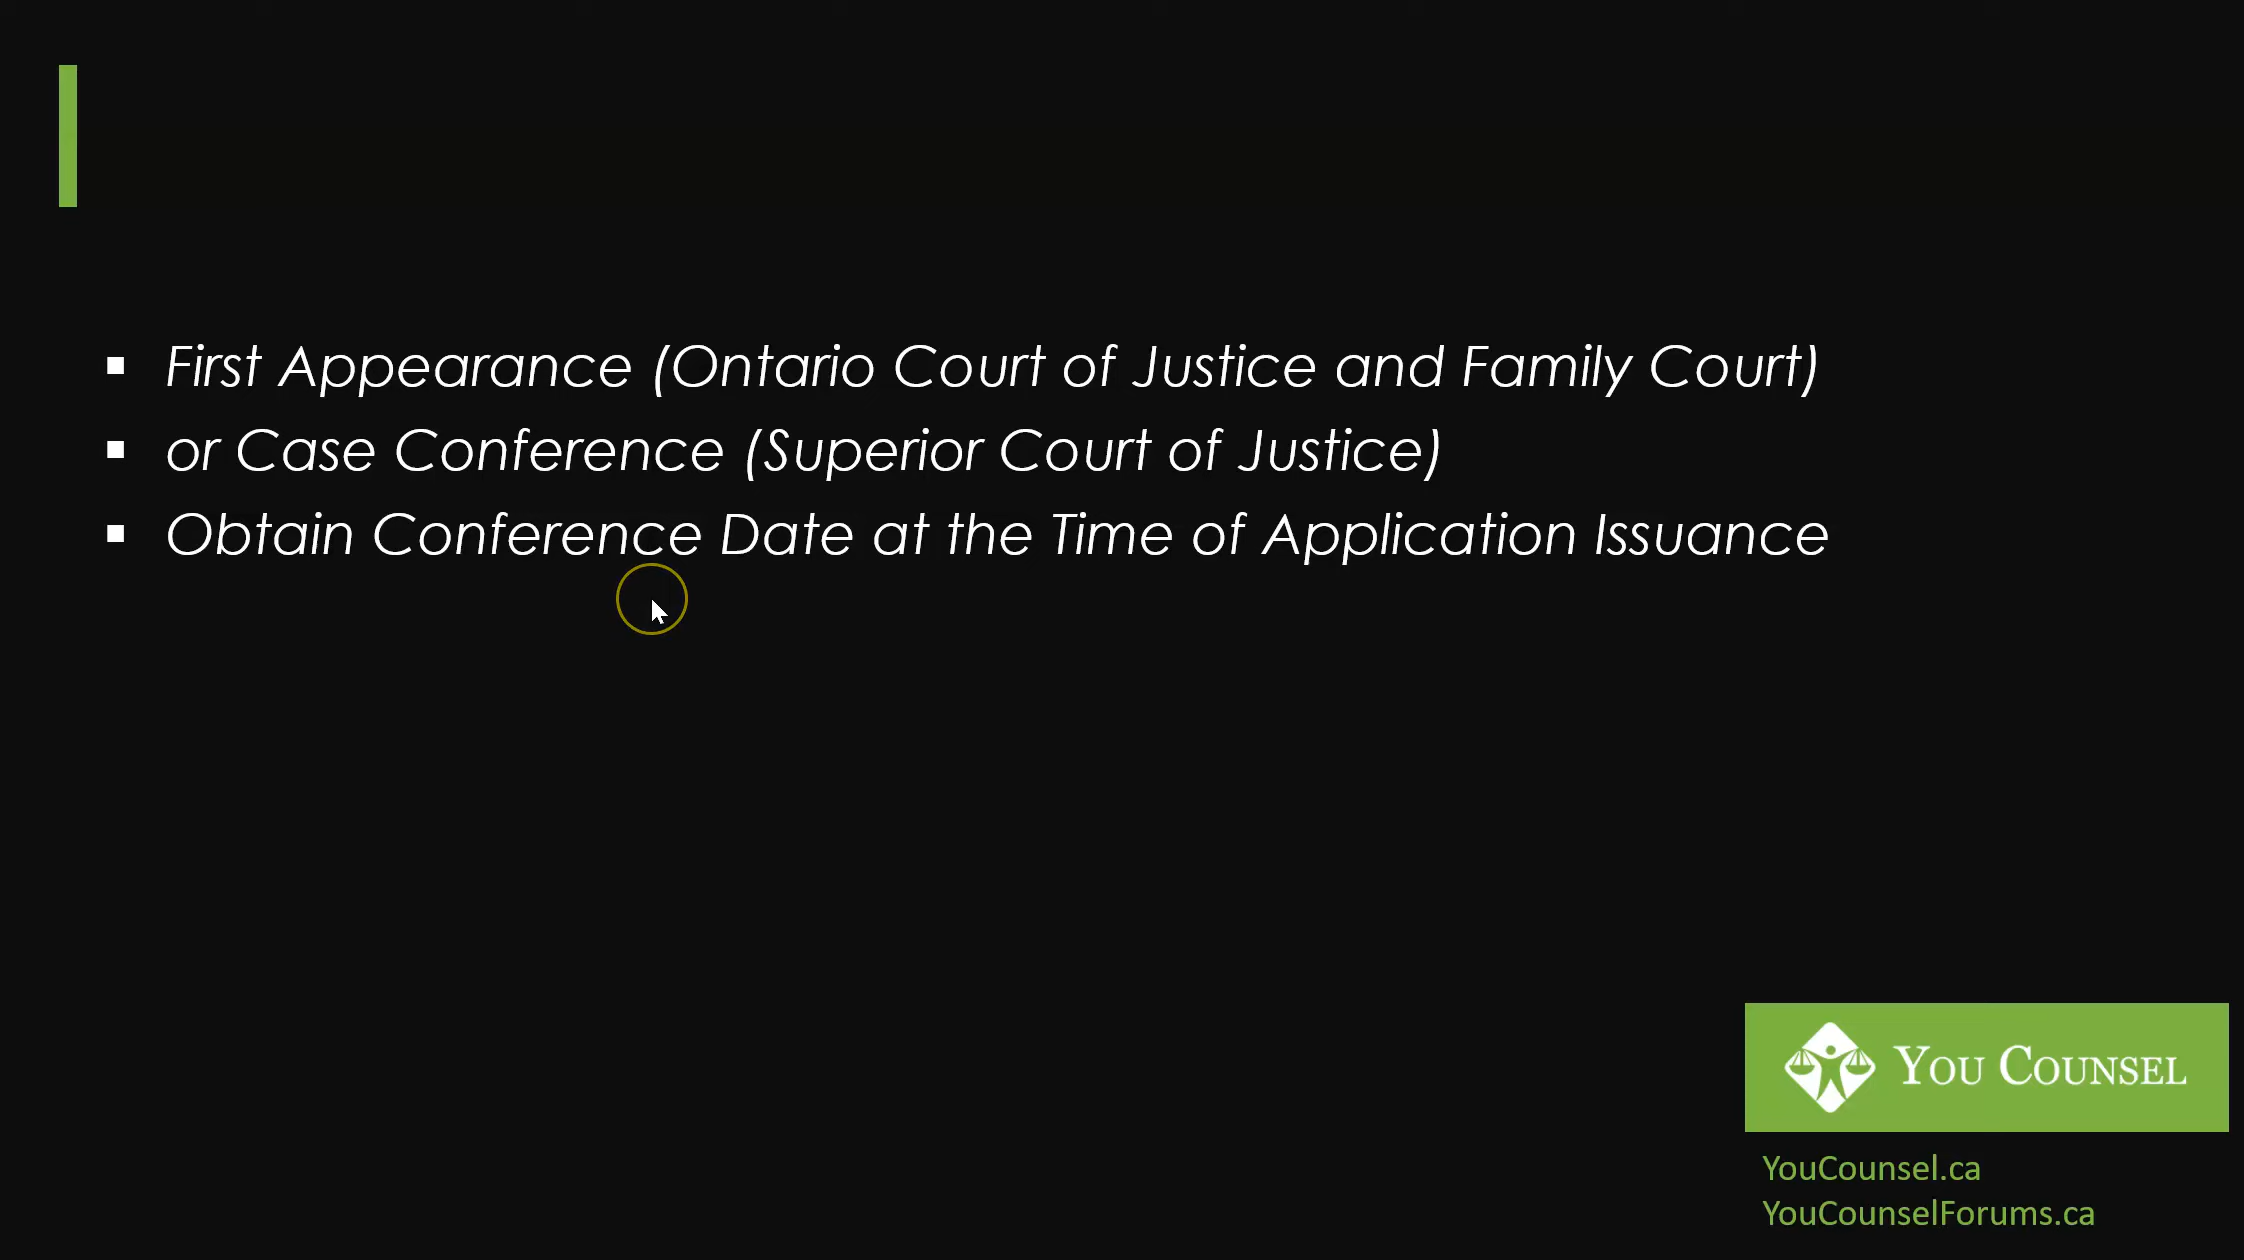 First Appearance (Ontario Court of Justice and Family Court)
or Case Conference (Superior Court of Justice)
Obtain Conference Date at the Time of Application Issuance
YOU COUNSEL
YouCounsel.ca
YouCounselForums.ca